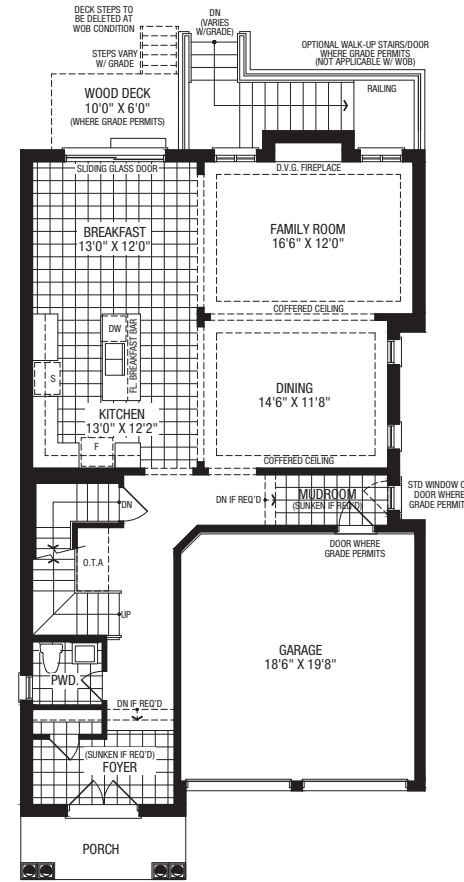 DECK STEPS TO
BE DELETED AT
WOB CONDITION
DN
(VARIES
W/GRADE)
STEPS VARY
W/ GRADE
OPTIONAL WALK-UP STAIRS/DOOR
WHERE GRADE PERMITS
(NOT APPLICABLE W/ WOB)
RAILING
WOOD DECK
10'0" X 6'0"
(WHERE GRADE PERMITS)
SLIDING GLASS DOOR
D.V.G. FIREPLACE
BREAKFAST
13'0" X 12'0"
FAMILY ROOM
16'6" X 12'0"
COFFERED CEILING
DW
FL. BREAKFAST BAR
S
DINING
14'6" X 11'8"
KITCHEN
13'0" X 12'2"
F
COFFERED CEILING
DN
DN IF REQ'D
MUDROOM
(SUNKEN IF REQ'D)
STD WINDOW O
DOOR WHERE
GRADE PERMIT
DOOR WHERE
GRADE PERMITS
O.T.A
UP
GARAGE
18'6" X 19'8"
PWD.
DN IF REQ'D
(SUNKEN IF REQ'D)
FOYER
PORCH